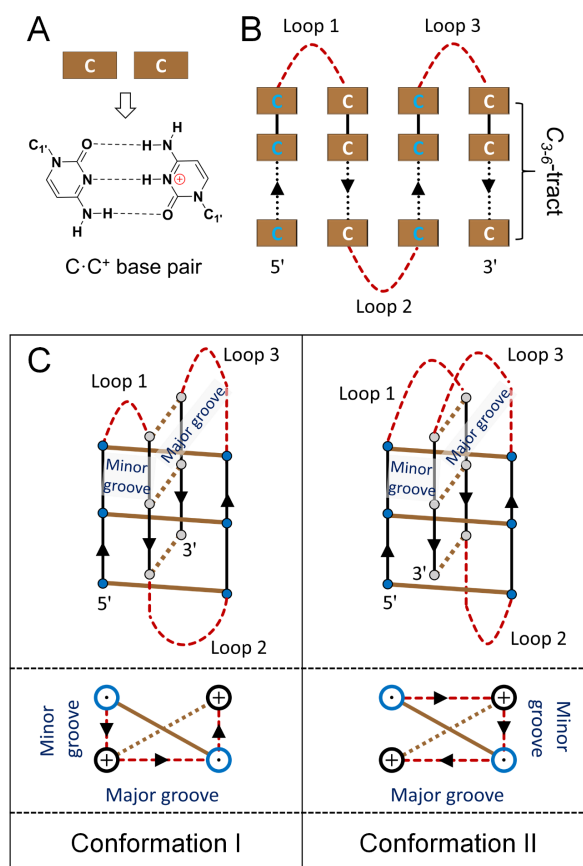 A
C C
H
O
H
N
C1'
N
H
N
N
⊕
N
N
H
H
O
C1'
C·C+ base pair
B
Loop 1
Loop 3
C C C C
C C C C
C C C C
C3-6-tract
5'
3'
Loop 2
C
Loop 1
Loop 3
Minor
groove
Major groove
3'
5'
Loop 2
Loop 1
Loop 3
Minor
groove
Major groove
3'
5'
Loop 2
Minor
groove
Major groove
Minor
groove
Major groove
Conformation I
Conformation II